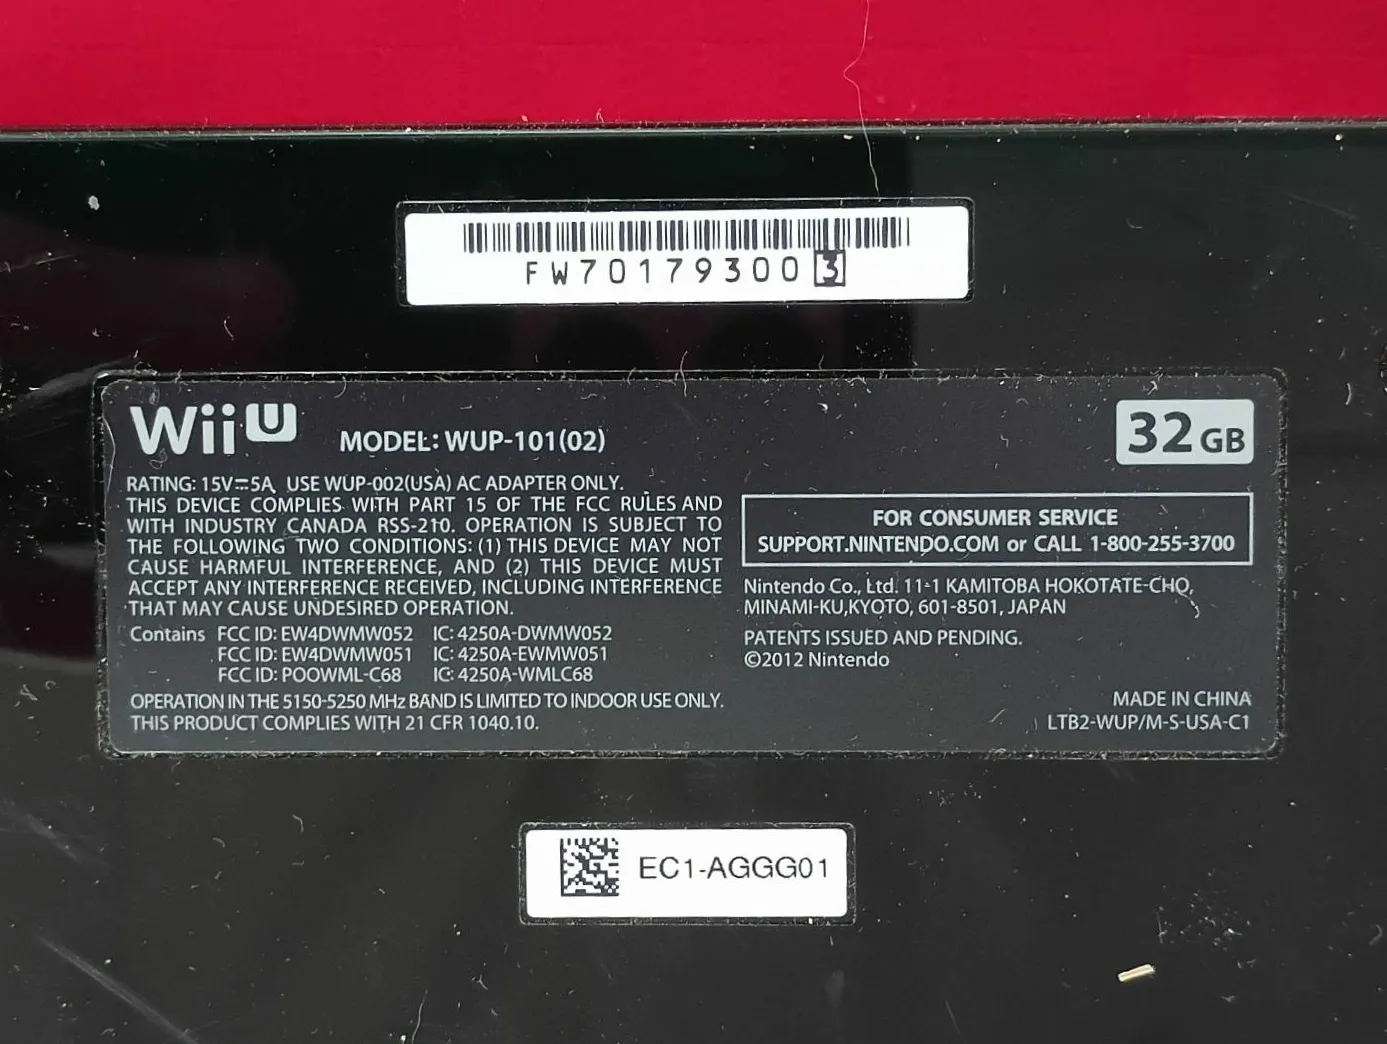 FW701793003
Wii U
MODEL: WUP-101(02)
32GB
RATING: 15V⎓5A USE WUP-002(USA) AC ADAPTER ONLY.
THIS DEVICE COMPLIES WITH PART 15 OF THE FCC RULES AND
WITH INDUSTRY CANADA RSS-210. OPERATION IS SUBJECT TO
THE FOLLOWING TWO CONDITIONS: (1) THIS DEVICE MAY NOT
CAUSE HARMFUL INTERFERENCE, AND (2) THIS DEVICE MUST
ACCEPT ANY INTERFERENCE RECEIVED, INCLUDING INTERFERENCE
THAT MAY CAUSE UNDESIRED OPERATION.
Contains FCC ID: EW4DWMW052 IC: 4250A-DWMW052
FCC ID: EW4DWMW051 IC: 4250A-EWMW051
FCC ID: POOWML-C68 IC: 4250A-WMLC68
OPERATION IN THE 5150-5250 MHz BAND IS LIMITED TO INDOOR USE ONLY.
THIS PRODUCT COMPLIES WITH 21 CFR 1040.10.
FOR CONSUMER SERVICE
SUPPORT.NINTENDO.COM or CALL 1-800-255-3700
Nintendo Co., Ltd. 11-1 KAMITOBA HOKOTATE-CHO,
MINAMI-KU,KYOTO, 601-8501, JAPAN
PATENTS ISSUED AND PENDING.
©2012 Nintendo
MADE IN CHINA
LTB2-WUP/M-S-USA-C1
EC1-AGGG01